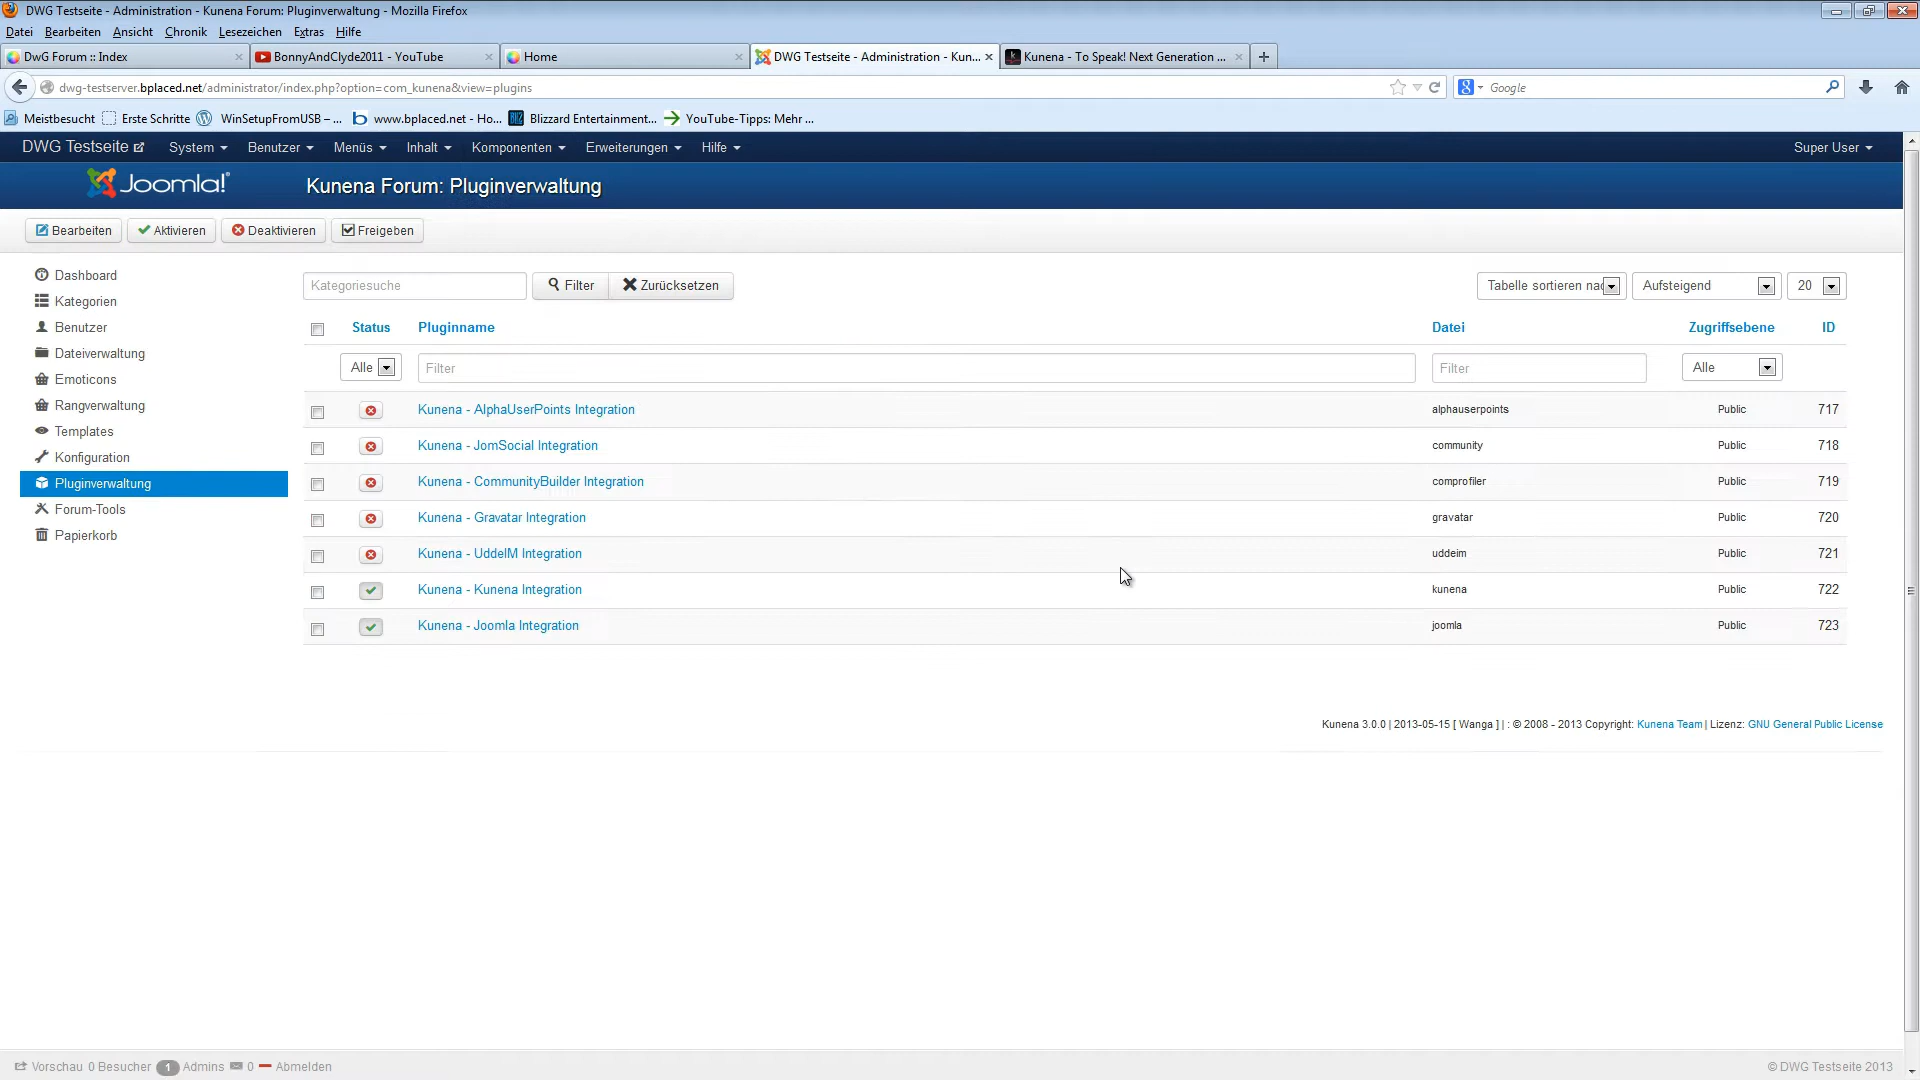 DWG Testseite - Administration - Kunena Forum: Pluginverwaltung - Mozilla Firefox
Datei Bearbeiten Ansicht Chronik Lesezeichen Extras Hilfe
DwG Forum :: Index BonnyAndClyde2011 - YouTube Home DWG Testseite - Administration - Kun... Kunena - To Speak! Next Generation ...
dwg-testserver.bplaced.net/administrator/index.php?option=com_kunena&view=plugins Google
Meistbesucht Erste Schritte WinSetupFromUSB – ... www.bplaced.net - Ho... Blizzard Entertainment... YouTube-Tipps: Mehr ...
DWG Testseite System Benutzer Menüs Inhalt Komponenten Erweiterungen Hilfe Super User
Joomla!® Kunena Forum: Pluginverwaltung
Bearbeiten Aktivieren Deaktivieren Freigeben
Dashboard
Kategorien
Benutzer
Dateiverwaltung
Emoticons
Rangverwaltung
Templates
Konfiguration
Pluginverwaltung
Forum-Tools
Papierkorb
Kategoriesuche Filter Zurücksetzen Tabelle sortieren nac Aufsteigend 20
Status Pluginname Datei Zugriffsebene ID
Alle Filter Filter Alle
Kunena - AlphaUserPoints Integration alphauserpoints Public 717
Kunena - JomSocial Integration community Public 718
Kunena - CommunityBuilder Integration comprofiler Public 719
Kunena - Gravatar Integration gravatar Public 720
Kunena - UddeIM Integration uddeim Public 721
Kunena - Kunena Integration kunena Public 722
Kunena - Joomla Integration joomla Public 723
Kunena 3.0.0 | 2013-05-15 [ Wanga ] | : © 2008 - 2013 Copyright: Kunena Team | Lizenz: GNU General Public License
Vorschau 0 Besucher 1 Admins 0 Abmelden © DWG Testseite 2013